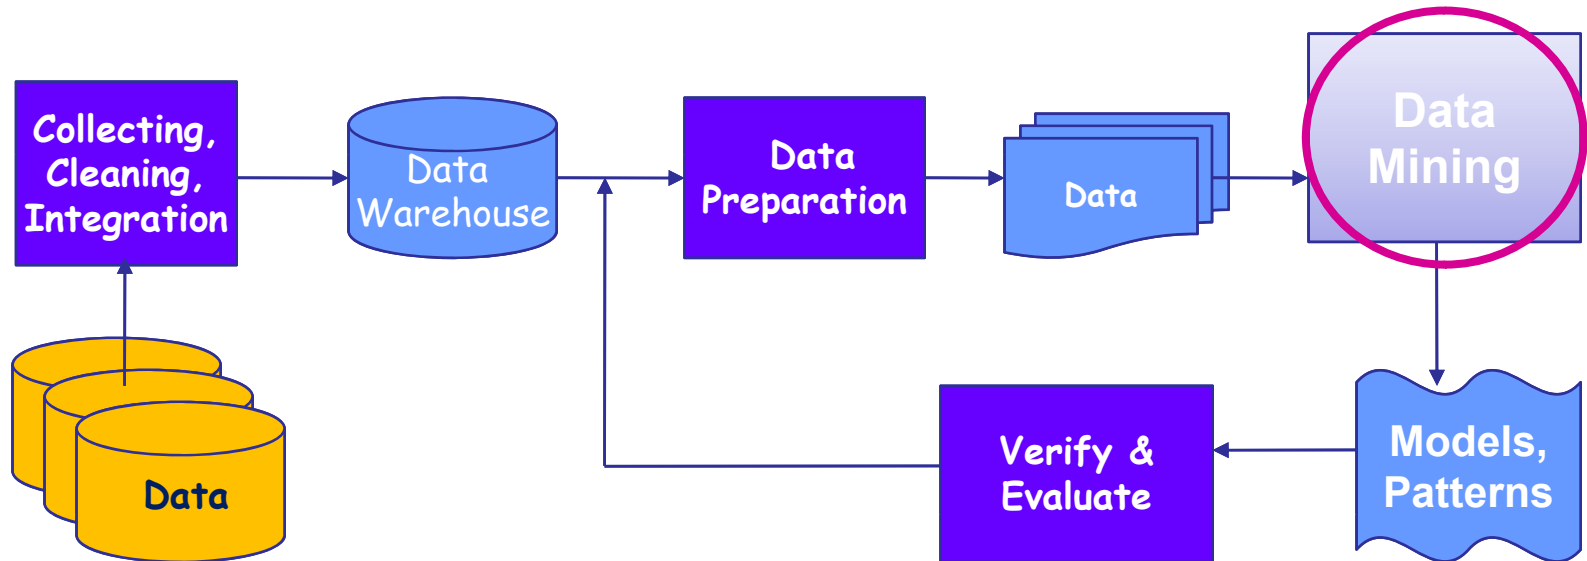 Collecting,
Cleaning,
Integration
Data
Warehouse
Data
Preparation
Data
Data
Mining
Models,
Patterns
Verify &
Evaluate
Data